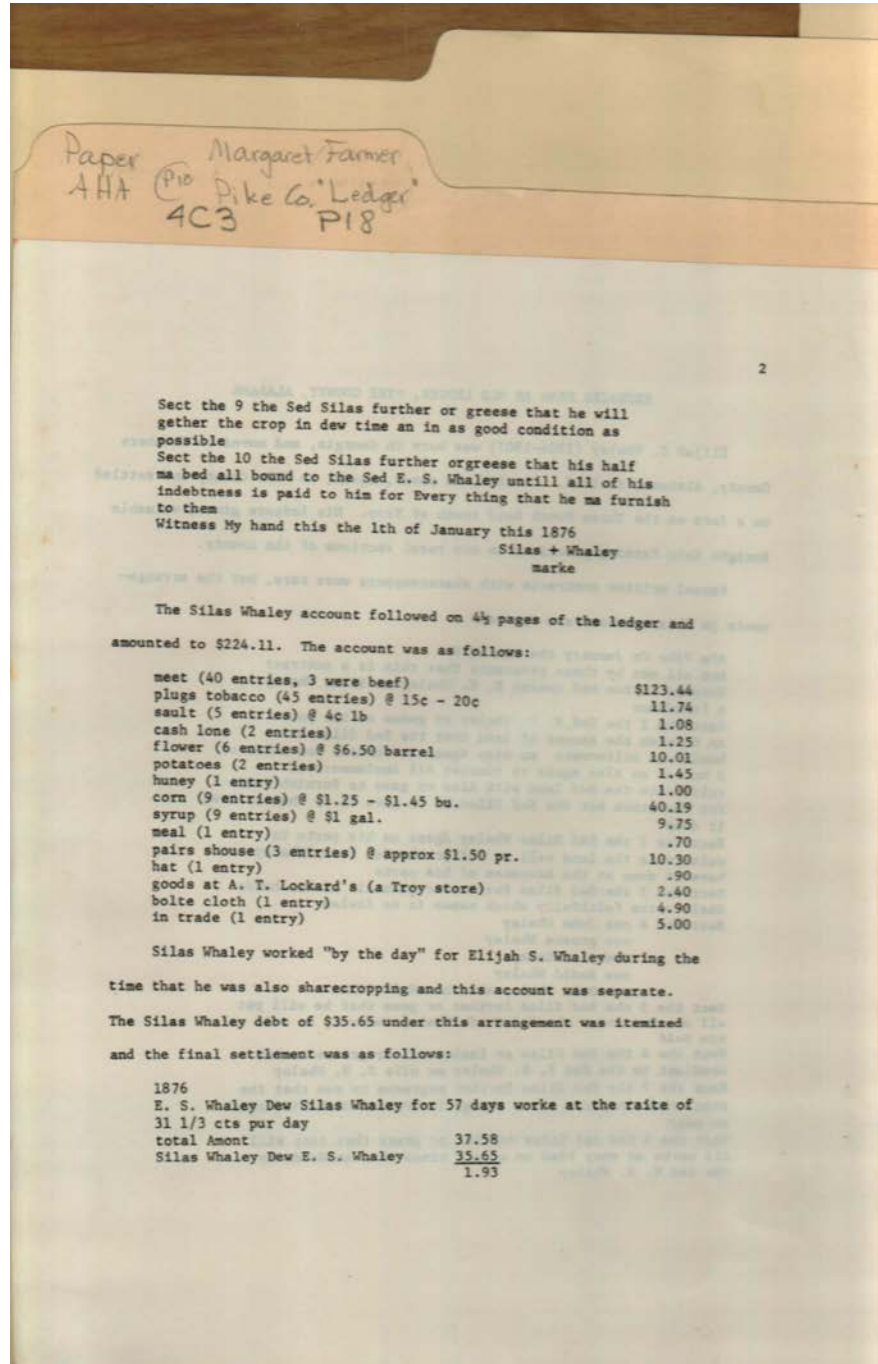 Paper Margaret Farmer
AHA P10 Pike Co. "Ledger"
4C3 P18
2
Sect the 9 the Sed Silas further or greese that he will
gether the crop in dew time an in as good condition as
possible
Sect the 10 the Sed Silas further orgreese that his half
ma bed all bound to the Sed E. S. Whaley untill all of his
indebtness is paid to him for Every thing that he ma furnish
to them
Witness My hand this the 1th of January this 1876
Silas + Whaley
marke
The Silas Whaley account followed on 4½ pages of the ledger and
amounted to $224.11. The account was as follows:
meet (40 entries, 3 were beef) $123.44
plugs tobacco (45 entries) @ 15c - 20c 11.74
sault (5 entries) @ 4c lb 1.08
cash lone (2 entries) 1.25
flower (6 entries) @ $6.50 barrel 10.01
potatoes (2 entries) 1.45
huney (1 entry) 1.00
corn (9 entries) @ $1.25 - $1.45 bu. 40.19
syrup (9 entries) @ $1 gal. 9.75
meal (1 entry) .70
pairs shouse (3 entries) @ approx $1.50 pr. 10.30
hat (1 entry) .90
goods at A. T. Lockard's (a Troy store) 2.40
bolte cloth (1 entry) 4.90
in trade (1 entry) 5.00
Silas Whaley worked "by the day" for Elijah S. Whaley during the
time that he was also sharecropping and this account was separate.
The Silas Whaley debt of $35.65 under this arrangement was itemized
and the final settlement was as follows:
1876
E. S. Whaley Dew Silas Whaley for 57 days worke at the raite of
31 1/3 cts pur day
total Amont 37.58
Silas Whaley Dew E. S. Whaley 35.65
1.93